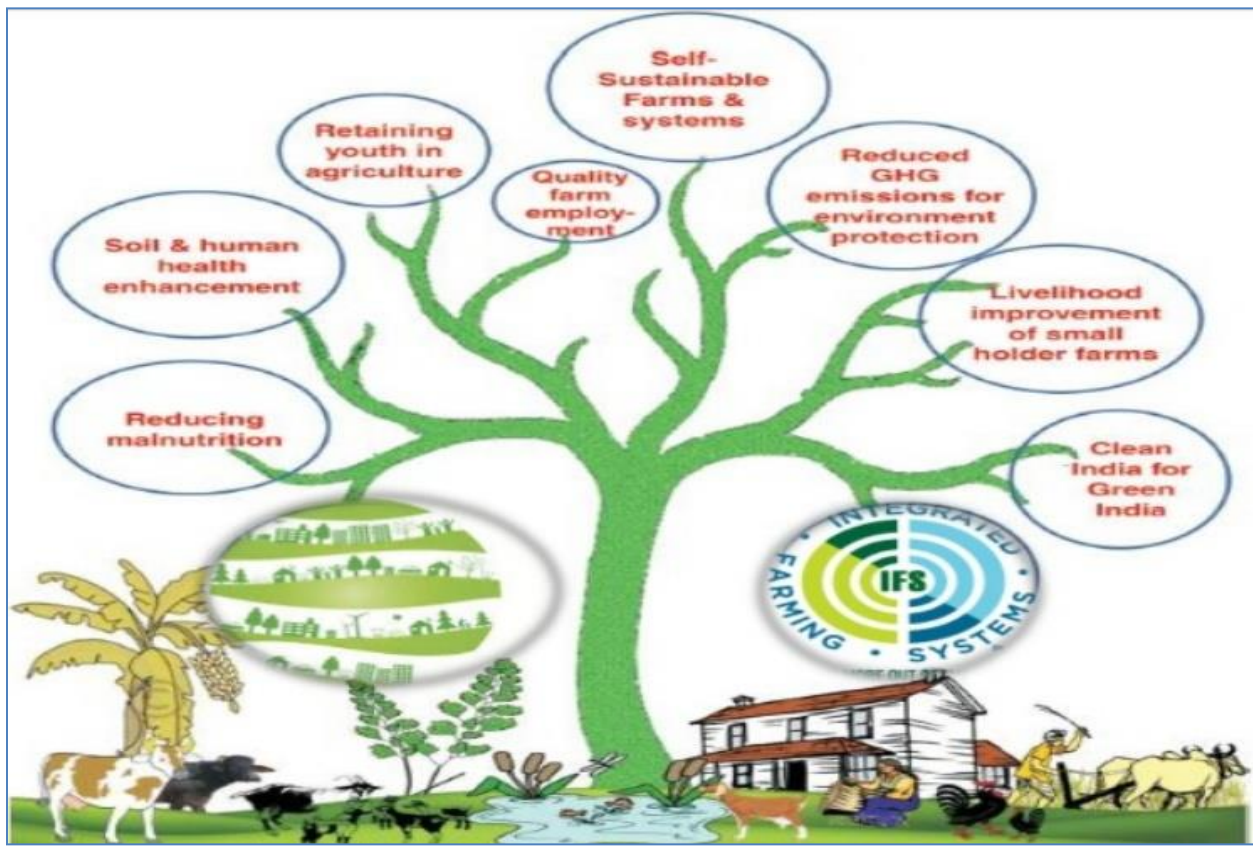 Self-
Sustainable
Farms &
systems
Retaining
youth in
agriculture
Quality
farm
employ-
ment
Reduced
GHG
emissions for
environment
protection
Soil & human
health
enhancement
Livelihood
improvement
of small
holder farms
Reducing
malnutrition
Clean
India for
Green
India
INTEGRATED
FARMING
SYSTEMS
IFS